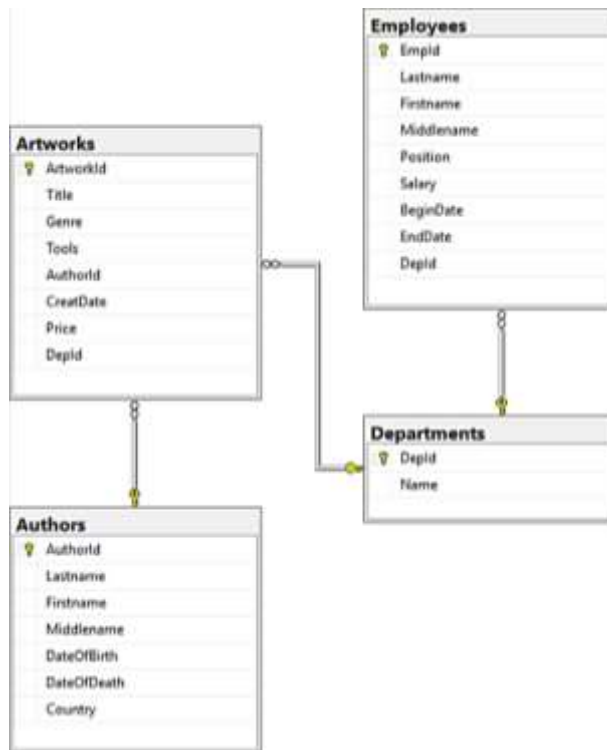 Employees
EmpId
Lastname
Firstname
Middlename
Position
Salary
BeginDate
EndDate
DepId
Artworks
ArtworkId
Title
Genre
Tools
AuthorId
CreatDate
Price
DepId
Departments
DepId
Name
Authors
AuthorId
Lastname
Firstname
Middlename
DateOfBirth
DateOfDeath
Country